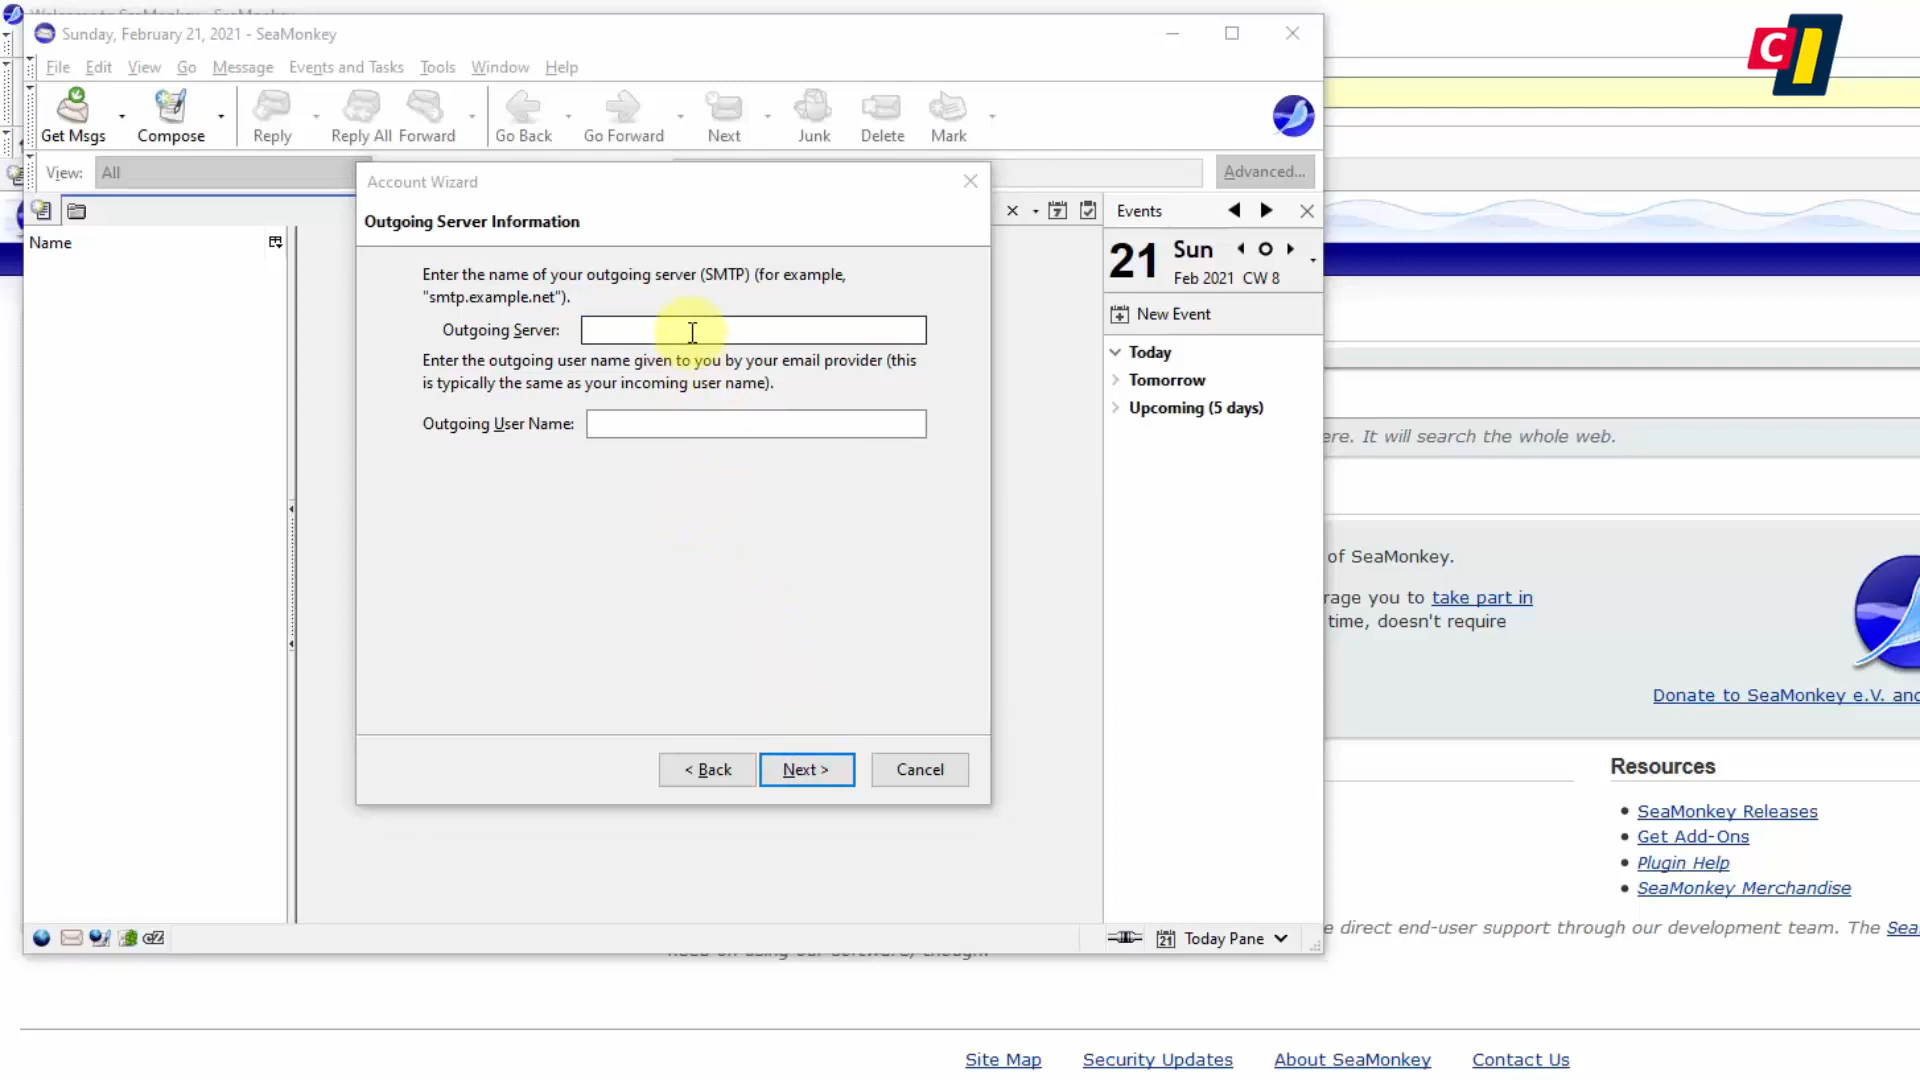 Sunday, February 21, 2021 - SeaMonkey
File Edit View Go Message Events and Tasks Tools Window Help
Get Msgs Compose Reply Reply All Forward Go Back Go Forward Next Junk Delete Mark
View: All
Advanced...
Account Wizard
Outgoing Server Information
Enter the name of your outgoing server (SMTP) (for example,
"smtp.example.net").
Outgoing Server:
Enter the outgoing user name given to you by your email provider (this
is typically the same as your incoming user name).
Outgoing User Name:
< Back Next > Cancel
Name
Events
21 Sun
Feb 2021 CW 8
New Event
Today
Tomorrow
Upcoming (5 days)
21 Today Pane
ere. It will search the whole web.
of SeaMonkey.
rage you to take part in
time, doesn't require
Donate to SeaMonkey e.V. and
Resources
SeaMonkey Releases
Get Add-Ons
Plugin Help
SeaMonkey Merchandise
e direct end-user support through our development team. The Sea
Site Map Security Updates About SeaMonkey Contact Us